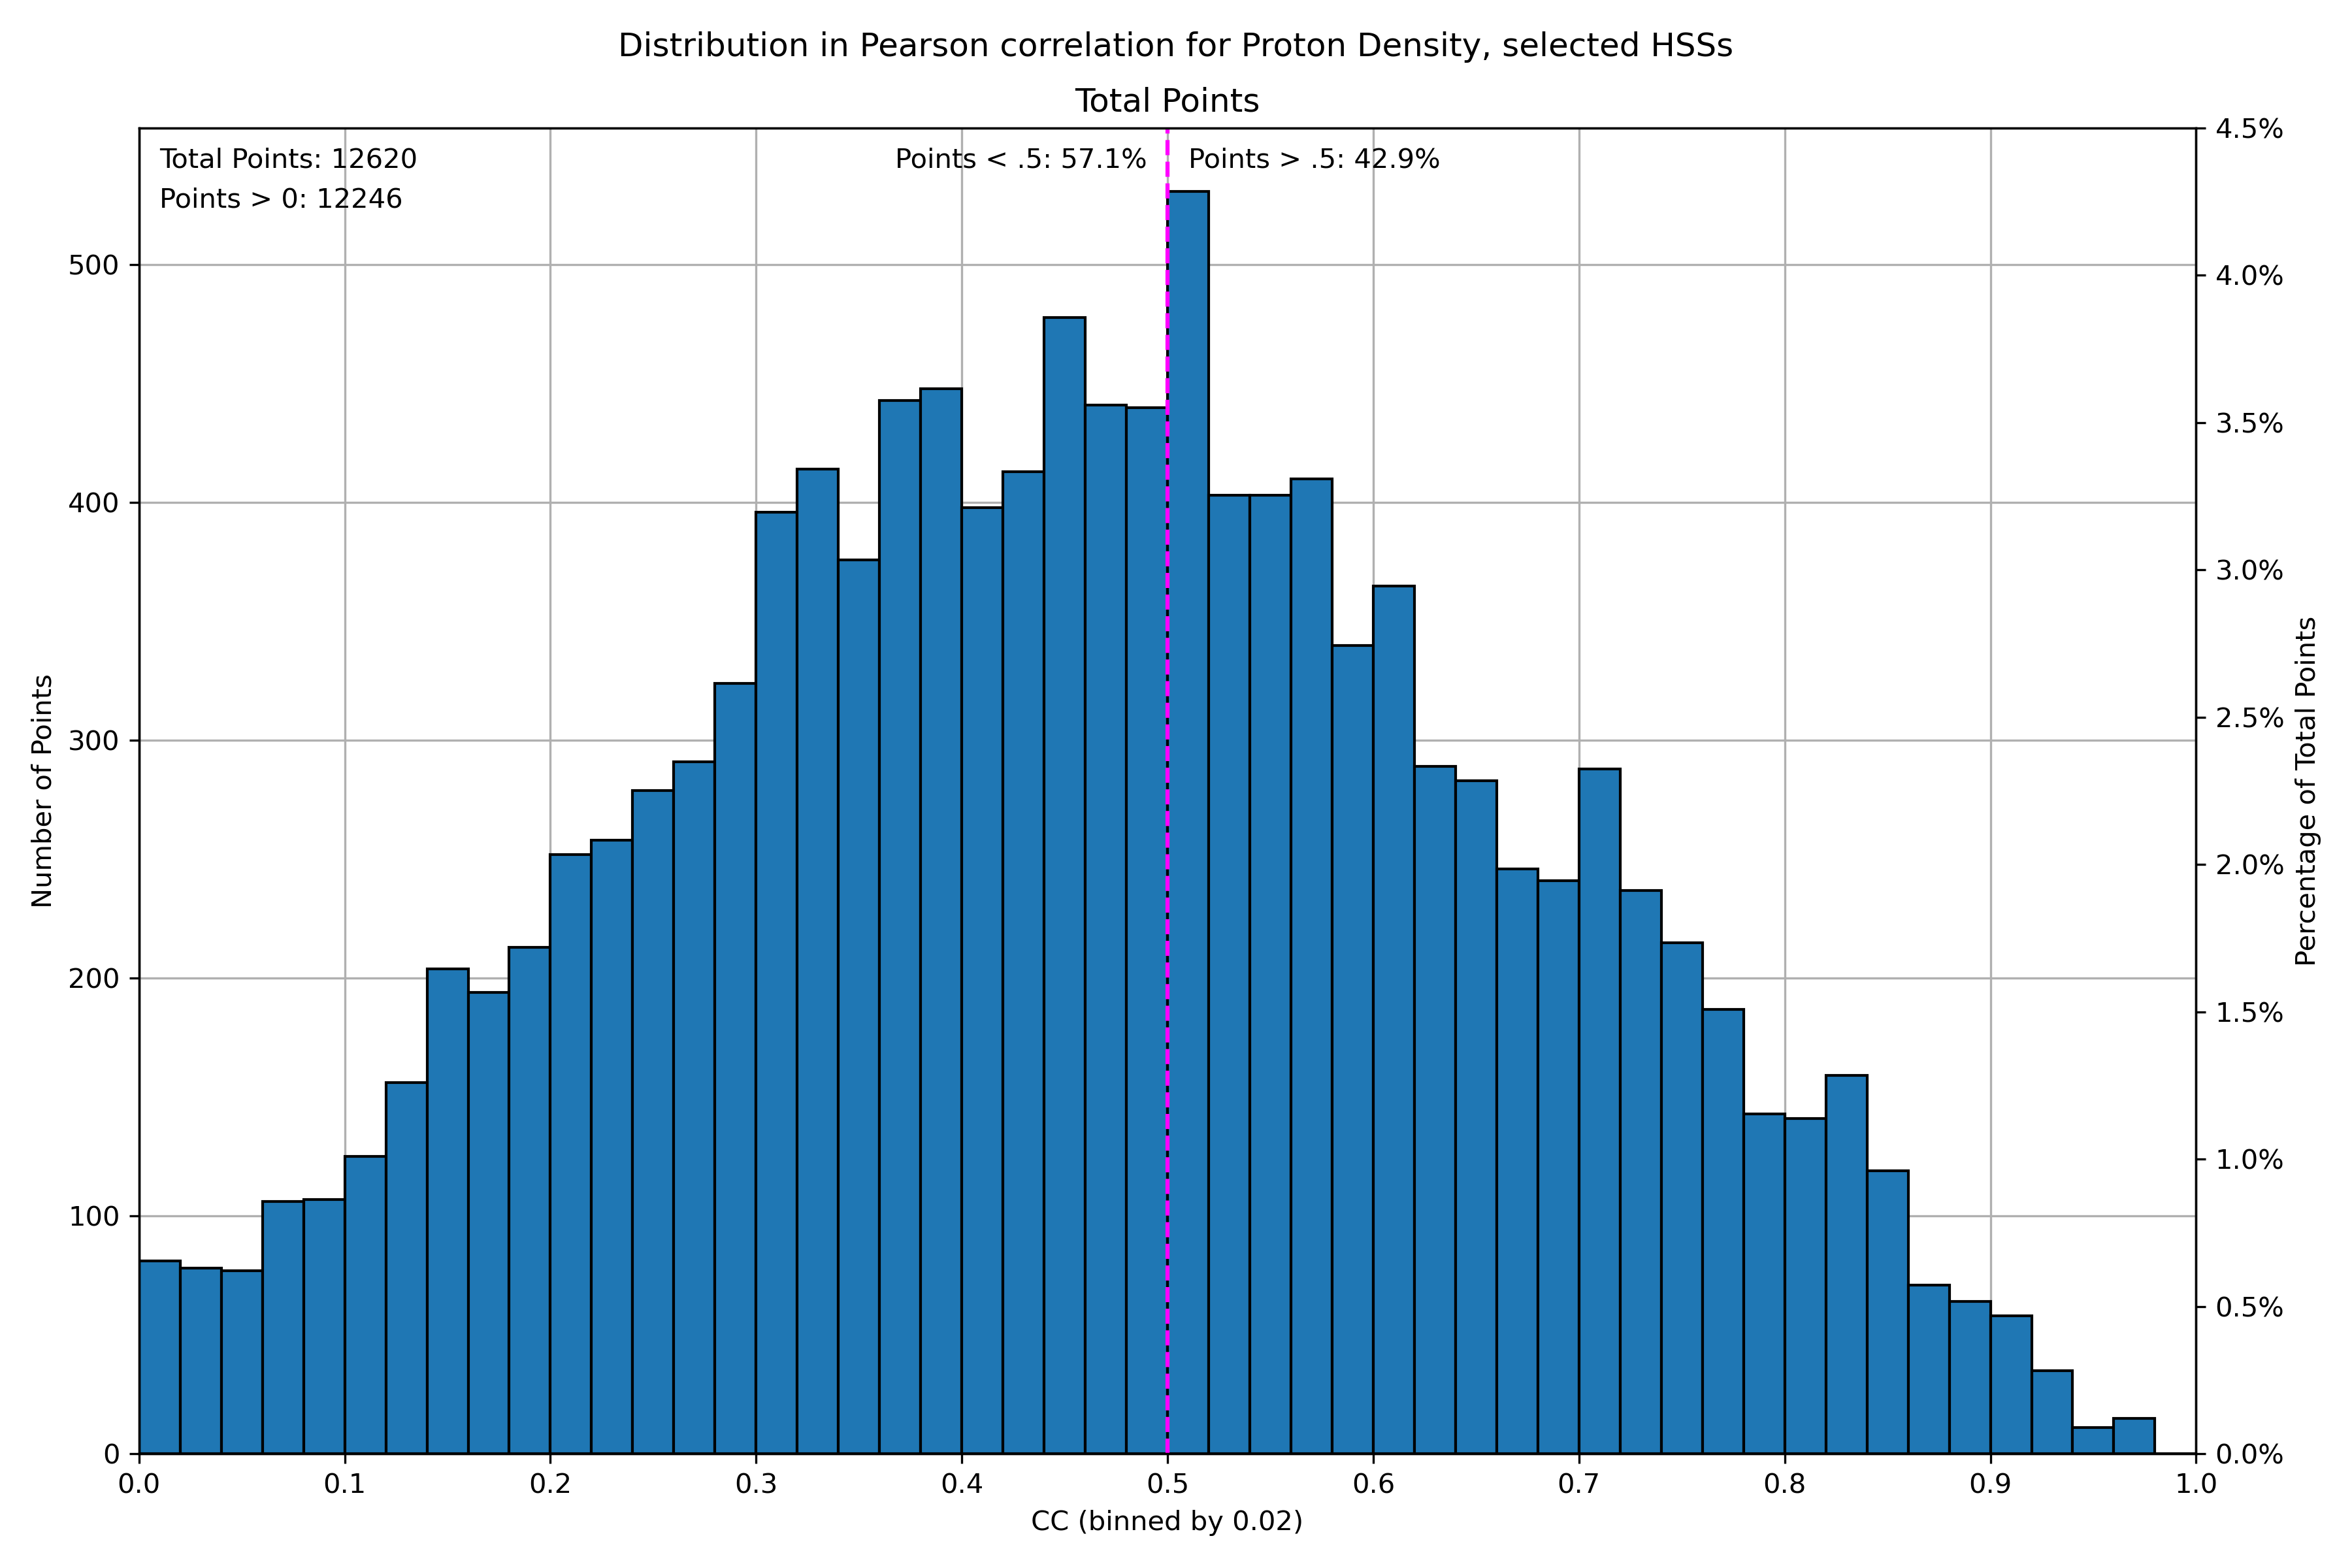 Distribution in Pearson correlation for Proton Density, selected HSSs
Total Points
Total Points: 12620
Points > 0: 12246
Points < .5: 57.1%
Points > .5: 42.9%
Number of Points
500
400
300
200
100
0
4.5%
4.0%
3.5%
3.0%
2.5%
2.0%
1.5%
1.0%
0.5%
0.0%
Percentage of Total Points
0.0 0.1 0.2 0.3 0.4 0.5 0.6 0.7 0.8 0.9 1.0
CC (binned by 0.02)